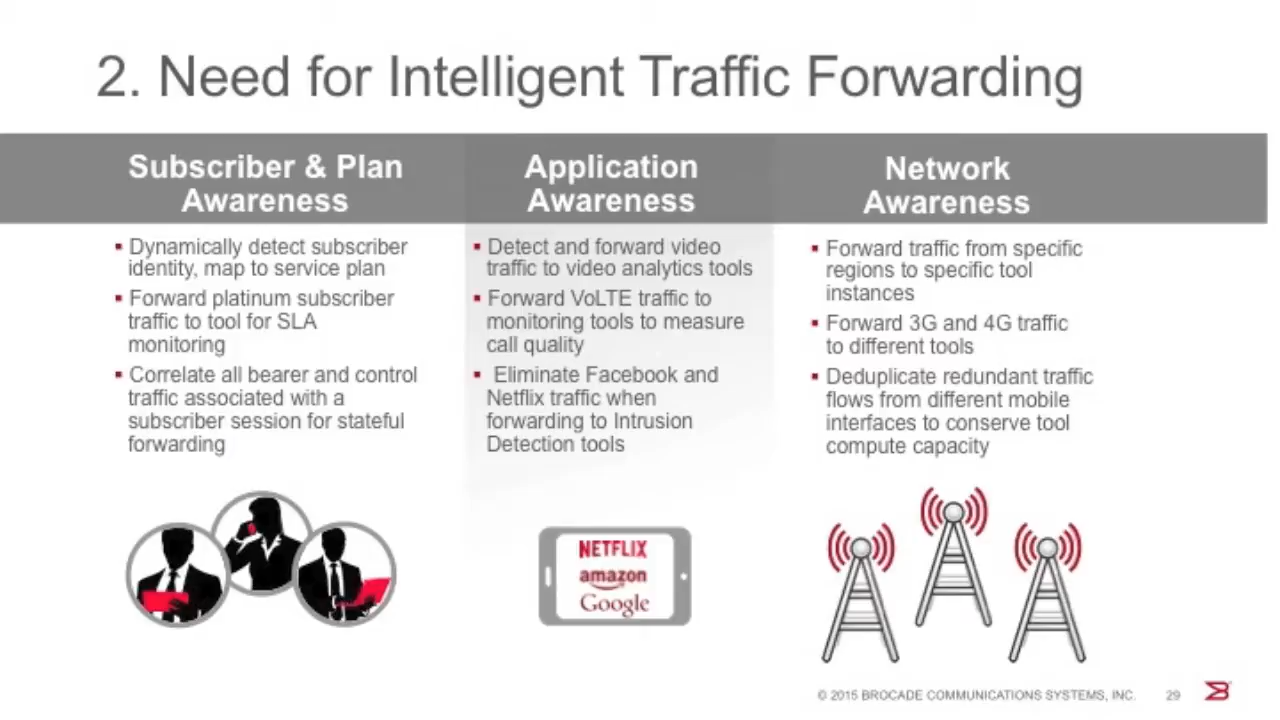 2. Need for Intelligent Traffic Forwarding
Subscriber & Plan
Awareness
▪ Dynamically detect subscriber
identity, map to service plan
▪ Forward platinum subscriber
traffic to tool for SLA
monitoring
▪ Correlate all bearer and control
traffic associated with a
subscriber session for stateful
forwarding
Application
Awareness
▪ Detect and forward video
traffic to video analytics tools
▪ Forward VoLTE traffic to
monitoring tools to measure
call quality
▪ Eliminate Facebook and
Netflix traffic when
forwarding to Intrusion
Detection tools
NETFLIX
amazon
Google
Network
Awareness
▪ Forward traffic from specific
regions to specific tool
instances
▪ Forward 3G and 4G traffic
to different tools
▪ Deduplicate redundant traffic
flows from different mobile
interfaces to conserve tool
compute capacity
© 2015 BROCADE COMMUNICATIONS SYSTEMS, INC. 29